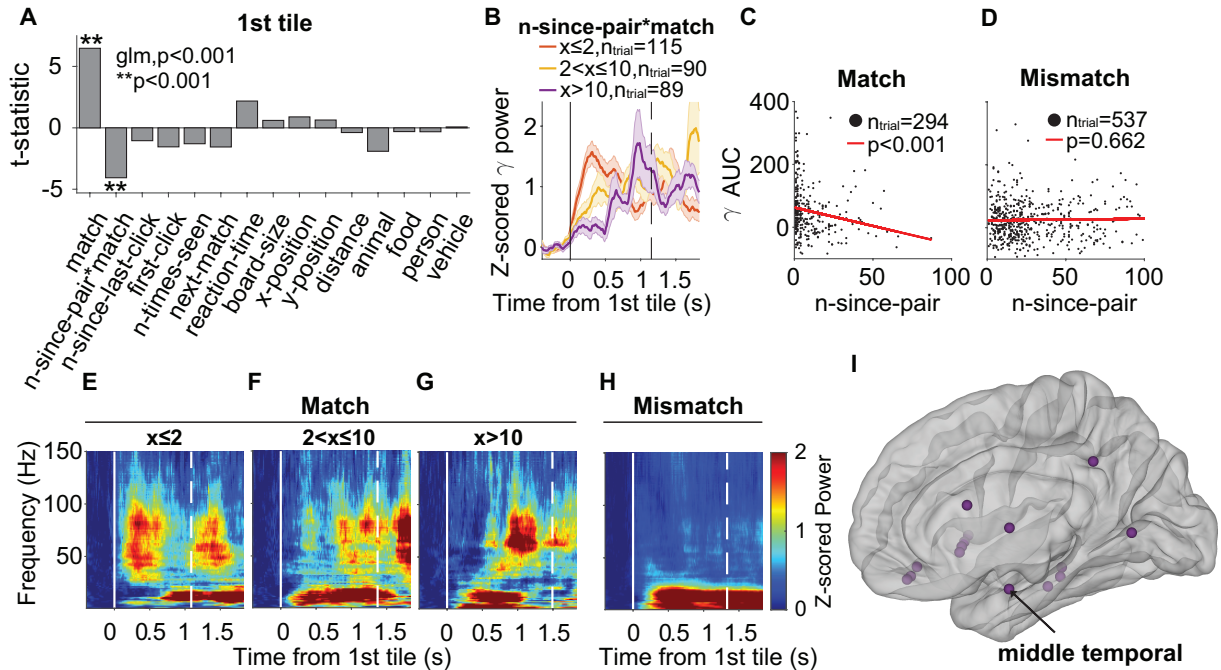 A
1st tile
**
glm,p<0.001
**p<0.001
**
t-statistic
5
0
-5
match
n-since-pair*match
n-since-last-click
first-click
n-times-seen
next-match
reaction-time
board-size
x-position
y-position
distance
animal
food
person
vehicle
B
n-since-pair*match
x≤2,ntrial=115
2<x≤10,ntrial=90
x>10,ntrial=89
Z-scored γ power
2
1
0
0 0.5 1 1.5
Time from 1st tile (s)
C
Match
ntrial=294
p<0.001
γ AUC
400
200
0
0 50 100
n-since-pair
D
Mismatch
ntrial=537
p=0.662
0 50 100
n-since-pair
E F G H
Match Mismatch
x≤2 2<x≤10 x>10
Frequency (Hz)
150
100
50
0 0.5 1 1.5
0 0.5 1 1.5
0 0.5 1 1.5
0 0.5 1 1.5
Time from 1st tile (s)
Time from 1st tile (s)
2
1
0
Z-scored Power
I
middle temporal